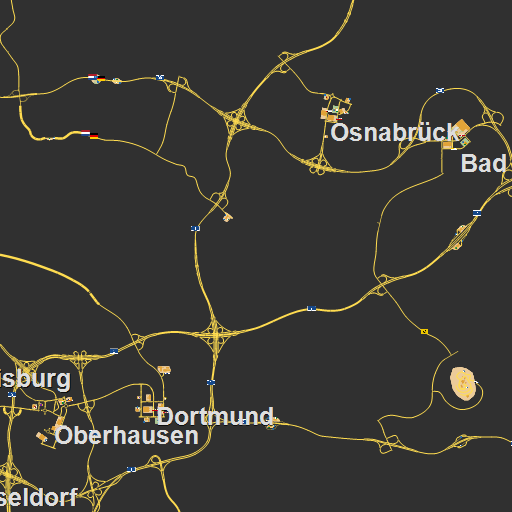 Osnabrück
Bad
isburg
Dortmund
Oberhausen
seldorf